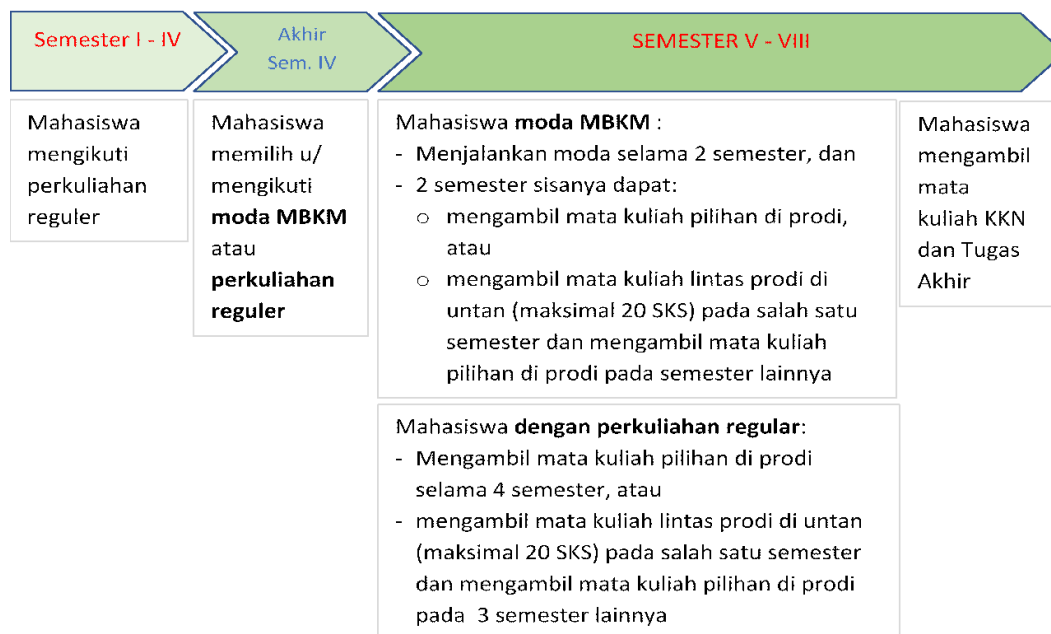 Semester I - IV
Akhir
Sem. IV
SEMESTER V - VIII
Mahasiswa
mengikuti
perkuliahan
reguler
Mahasiswa
memilih u/
mengikuti
moda MBKM
atau
perkuliahan
reguler
Mahasiswa moda MBKM :
- Menjalankan moda selama 2 semester, dan
- 2 semester sisanya dapat:
o mengambil mata kuliah pilihan di prodi,
atau
o mengambil mata kuliah lintas prodi di
untan (maksimal 20 SKS) pada salah satu
semester dan mengambil mata kuliah
pilihan di prodi pada semester lainnya
Mahasiswa dengan perkuliahan regular:
- Mengambil mata kuliah pilihan di prodi
selama 4 semester, atau
- mengambil mata kuliah lintas prodi di untan
(maksimal 20 SKS) pada salah satu semester
dan mengambil mata kuliah pilihan di prodi
pada 3 semester lainnya
Mahasiswa
mengambil
mata
kuliah KKN
dan Tugas
Akhir